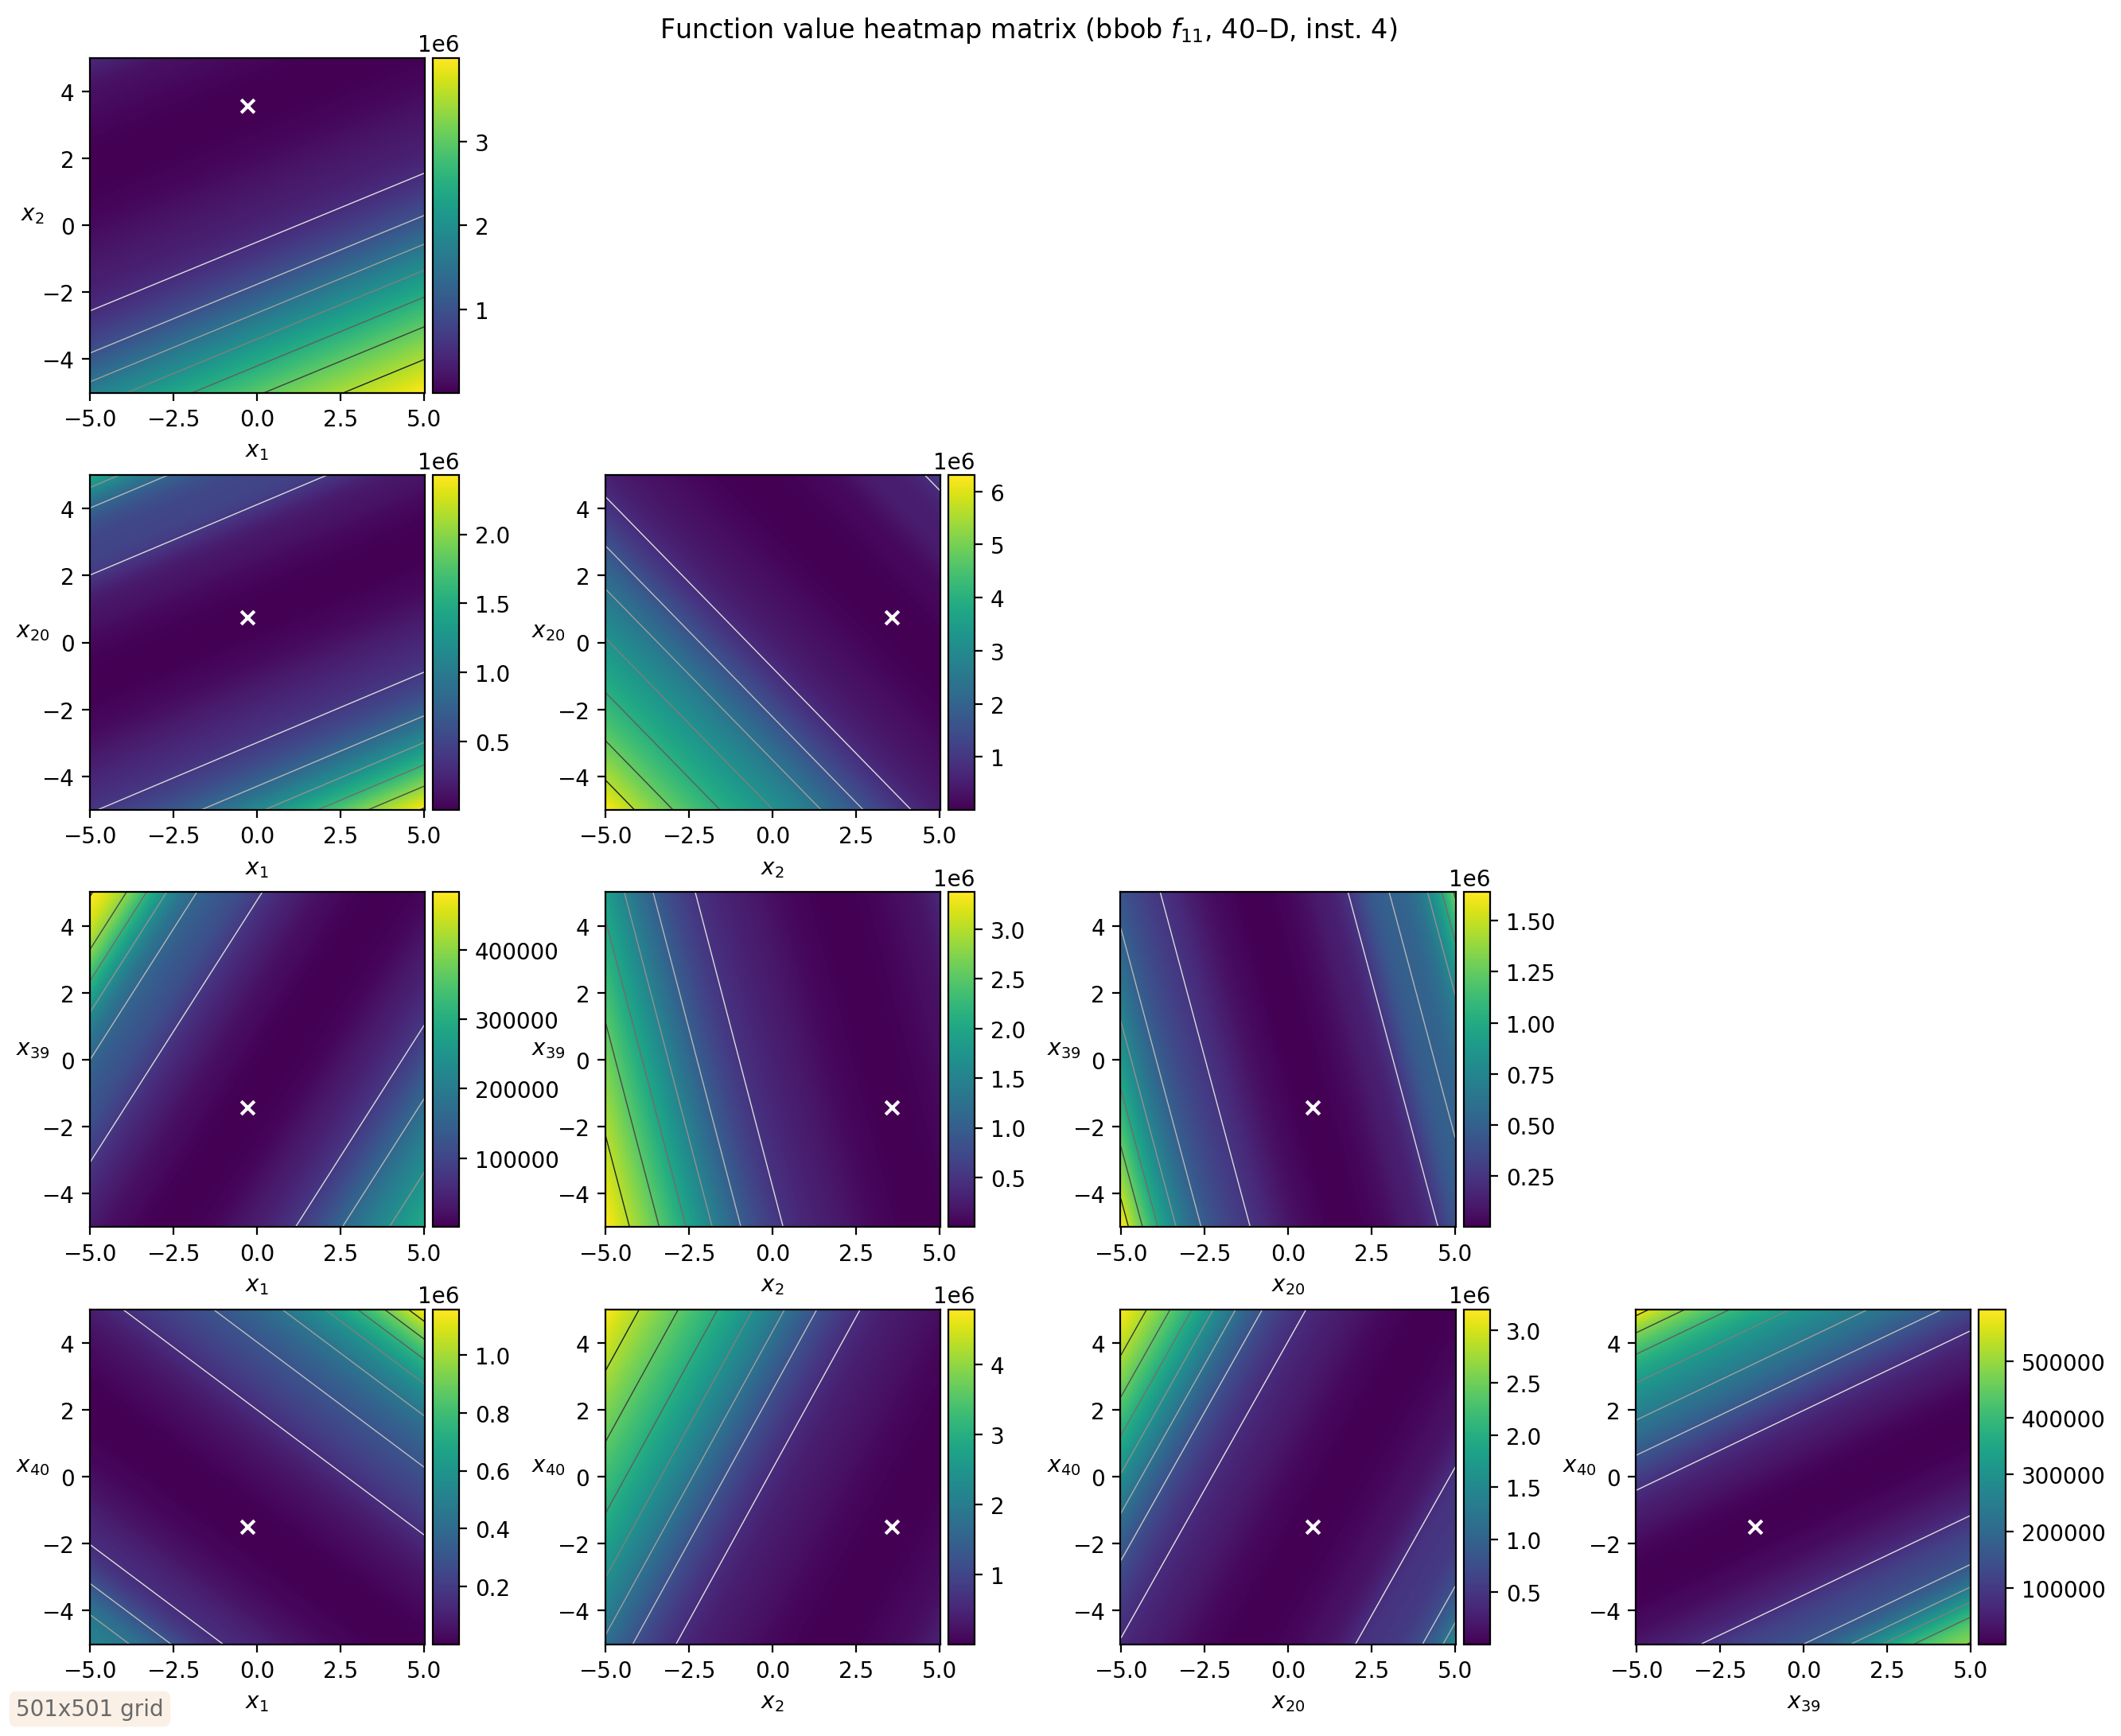 Function value heatmap matrix (bbob f₁₁, 40–D, inst. 4)
1e6
4
2
0
−2
−4
x₂
3
2
1
−5.0 −2.5 0.0 2.5 5.0
x₁
1e6
4
2
0
−2
−4
x₂₀
2.0
1.5
1.0
0.5
−5.0 −2.5 0.0 2.5 5.0
x₁
1e6
4
2
0
−2
−4
x₂₀
6
5
4
3
2
1
−5.0 −2.5 0.0 2.5 5.0
x₂
4
2
0
−2
−4
x₃₉
400000
300000
200000
100000
−5.0 −2.5 0.0 2.5 5.0
x₁
1e6
4
2
0
−2
−4
x₃₉
3.0
2.5
2.0
1.5
1.0
0.5
−5.0 −2.5 0.0 2.5 5.0
x₂
1e6
4
2
0
−2
−4
x₃₉
1.50
1.25
1.00
0.75
0.50
0.25
−5.0 −2.5 0.0 2.5 5.0
x₂₀
1e6
4
2
0
−2
−4
x₄₀
1.0
0.8
0.6
0.4
0.2
−5.0 −2.5 0.0 2.5 5.0
x₁
1e6
4
2
0
−2
−4
x₄₀
4
3
2
1
−5.0 −2.5 0.0 2.5 5.0
x₂
1e6
4
2
0
−2
−4
x₄₀
3.0
2.5
2.0
1.5
1.0
0.5
−5.0 −2.5 0.0 2.5 5.0
x₂₀
4
2
0
−2
−4
x₄₀
500000
400000
300000
200000
100000
−5.0 −2.5 0.0 2.5 5.0
x₃₉
501x501 grid